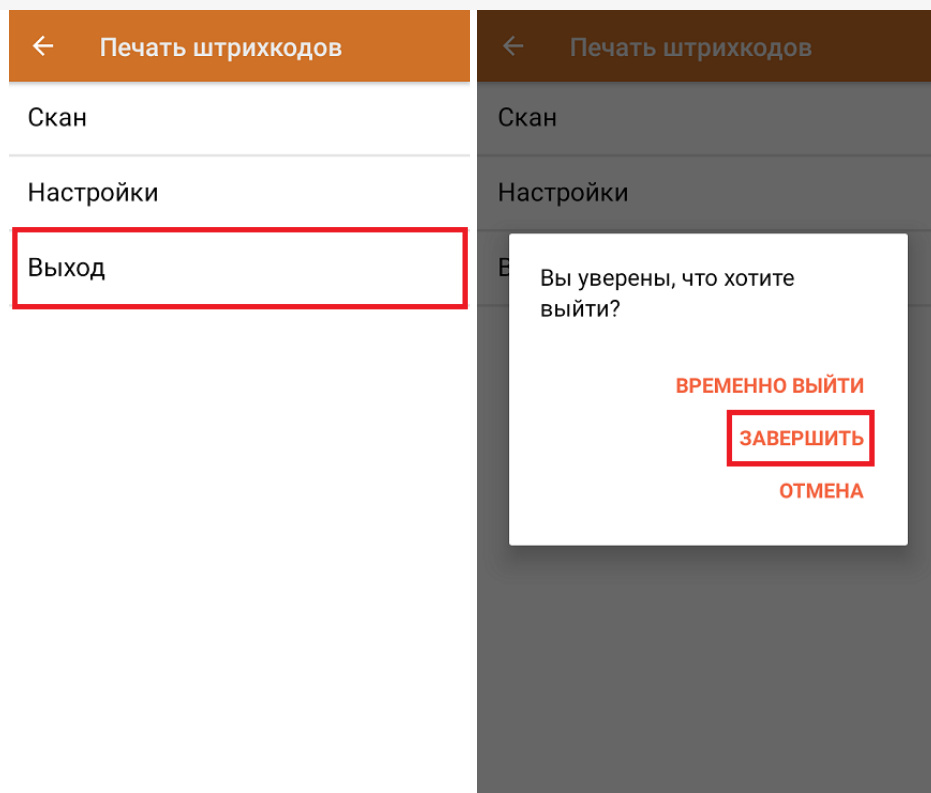 Печать штрихкодов
Скан
Настройки
Выход
Печать штрихкодов
Скан
Настройки
В
Вы уверены, что хотите
выйти?
ВРЕМЕННО ВЫЙТИ
ЗАВЕРШИТЬ
ОТМЕНА